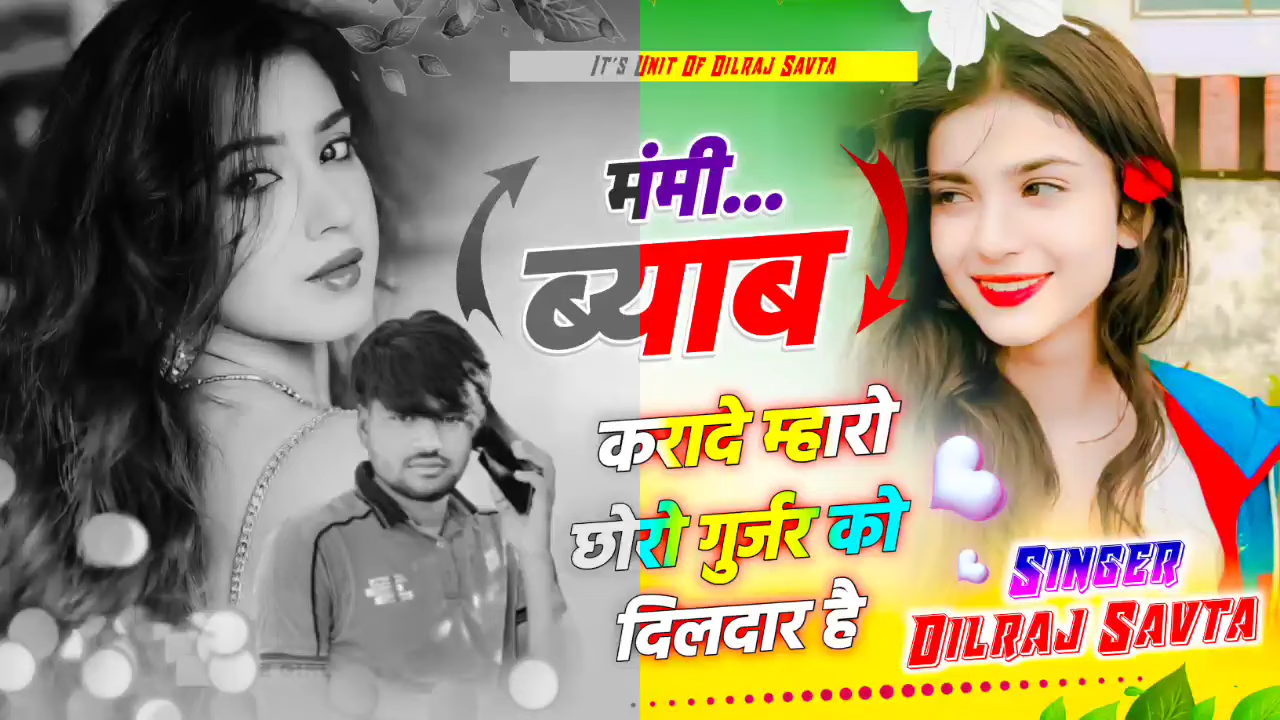 It's Unit Of Dilraj Savta
मंमी...
ब्याब
करादे म्हारो
छोरो गुर्जर को
दिलदार है
Singer
Dilraj Savta